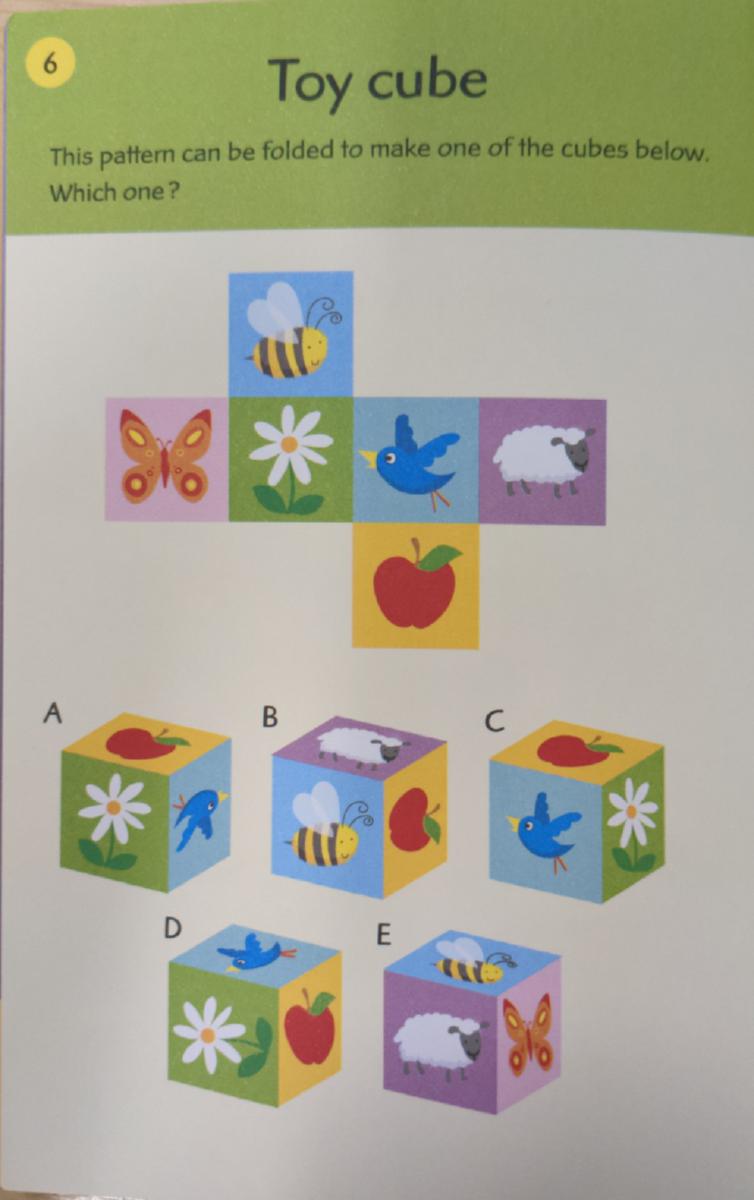 6
Toy cube
This pattern can be folded to make one of the cubes below.
Which one?
A
B
C
D
E